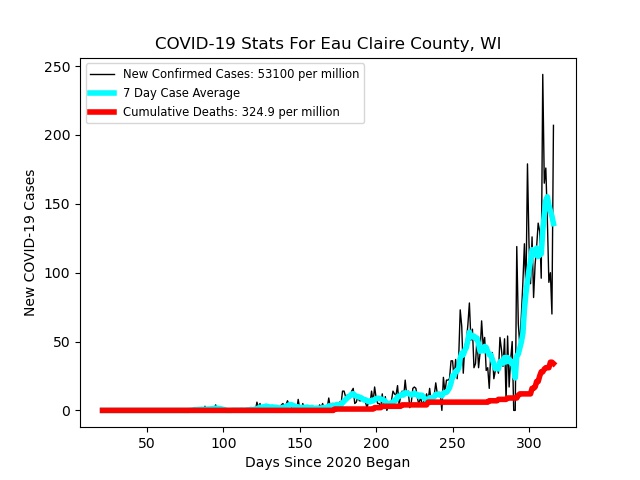 COVID-19 Stats For Eau Claire County, WI
New Confirmed Cases: 53100 per million
7 Day Case Average
Cumulative Deaths: 324.9 per million
New COVID-19 Cases
250
200
150
100
50
0
50 100 150 200 250 300
Days Since 2020 Began